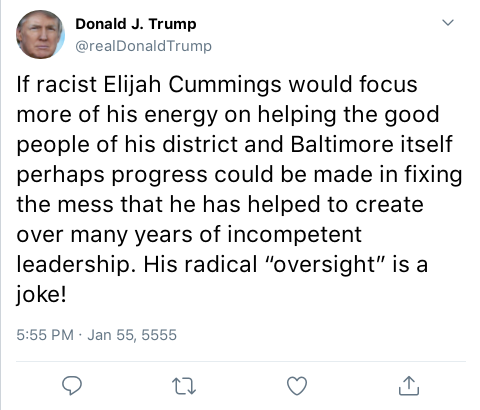 Donald J. Trump
@realDonaldTrump
If racist Elijah Cummings would focus
more of his energy on helping the good
people of his district and Baltimore itself
perhaps progress could be made in fixing
the mess that he has helped to create
over many years of incompetent
leadership. His radical “oversight” is a
joke!
5:55 PM · Jan 55, 5555